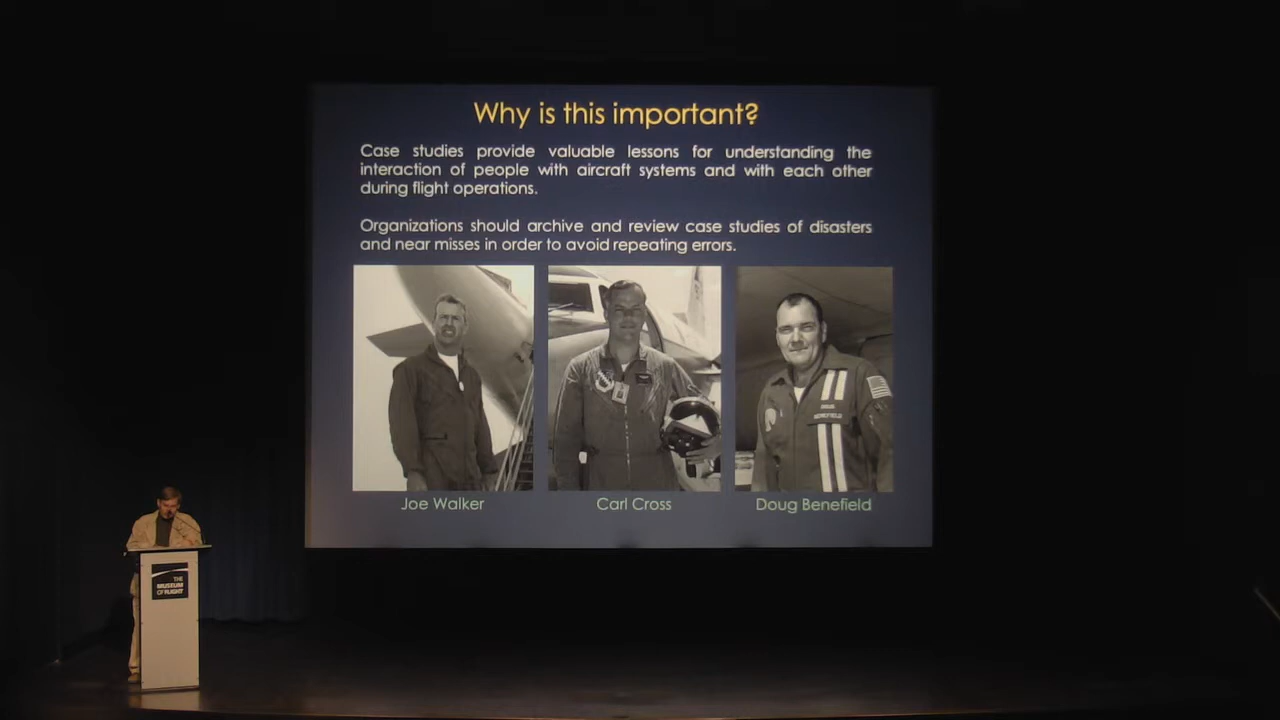 Why is this important?
Case studies provide valuable lessons for understanding the
interaction of people with aircraft systems and with each other
during flight operations.
Organizations should archive and review case studies of disasters
and near misses in order to avoid repeating errors.
DOUG
BENEFIELD
Joe Walker
Carl Cross
Doug Benefield
THE
MUSEUM
OF FLIGHT